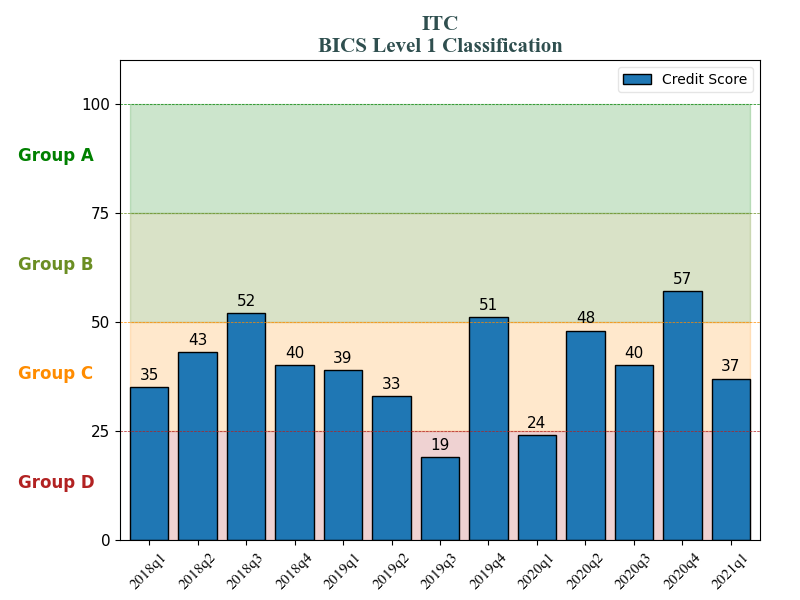 ITC
BICS Level 1 Classification
Credit Score
100
Group A
75
Group B
57
52
51
50
48
43
40
40
39
37
Group C
35
33
25
24
19
Group D
0
2018q1 2018q2 2018q3 2018q4 2019q1 2019q2 2019q3 2019q4 2020q1 2020q2 2020q3 2020q4 2021q1